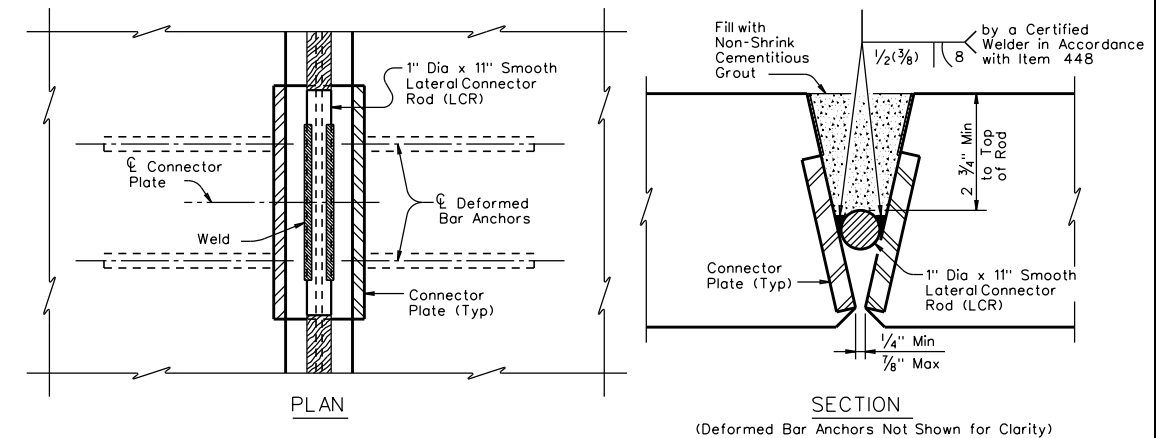 1" Dia x 11" Smooth
Lateral Connector
Rod (LCR)
℄ Connector
Plate
℄ Deformed
Bar Anchors
Weld
Connector
Plate (Typ)
PLAN
Fill with
Non-Shrink
Cementitious
Grout
1/2(3/8)
8
by a Certified
Welder in Accordance
with Item 448
2 3/4" Min
to Top
of Rod
Connector
Plate (Typ)
1" Dia x 11" Smooth
Lateral Connector
Rod (LCR)
1/4" Min
7/8" Max
SECTION
(Deformed Bar Anchors Not Shown for Clarity)